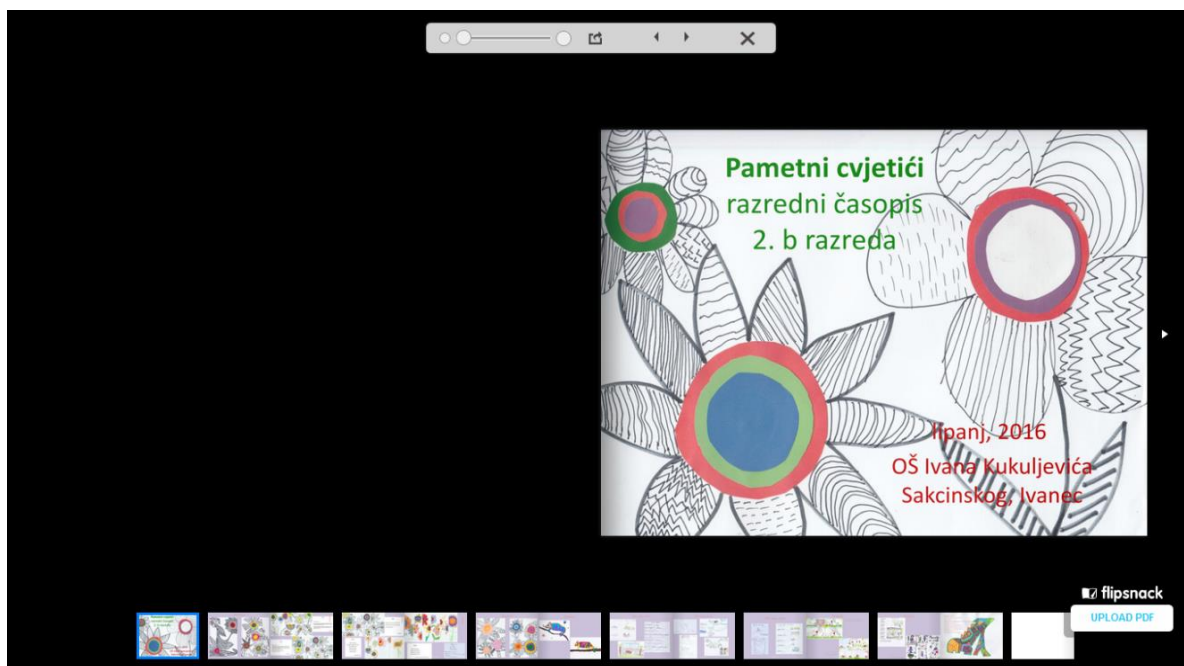 Pametni cvjetići
razredni časopis
2. b razreda
lipanj, 2016
OŠ Ivana Kukuljevića
Sakcinskog, Ivanec
flipsnack
UPLOAD PDF